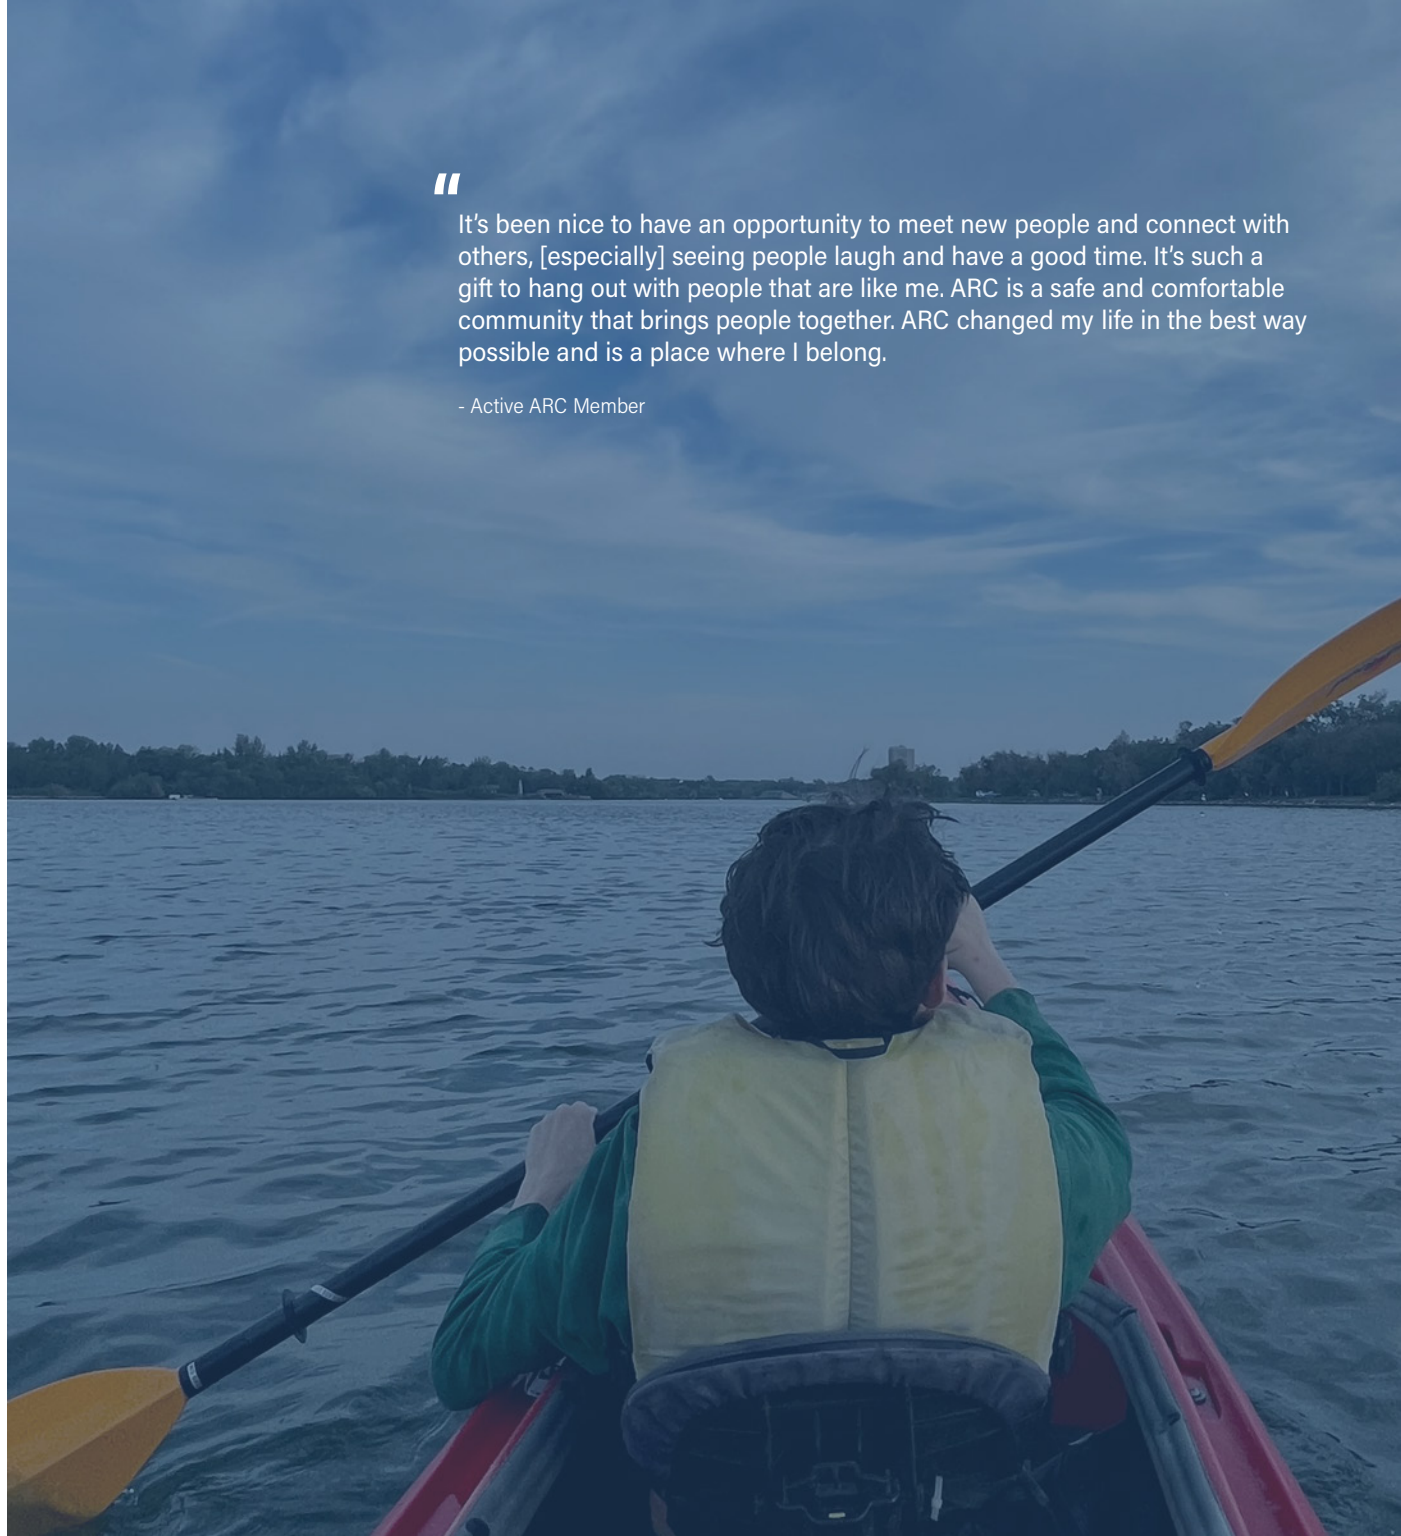 “
It’s been nice to have an opportunity to meet new people and connect with
others, [especially] seeing people laugh and have a good time. It’s such a
gift to hang out with people that are like me. ARC is a safe and comfortable
community that brings people together. ARC changed my life in the best way
possible and is a place where I belong.
- Active ARC Member